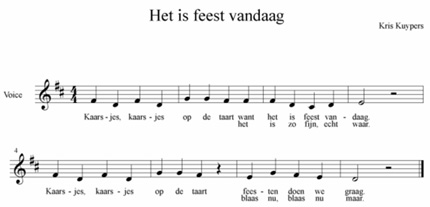 Het is feest vandaag
Kris Kuypers
Voice
Kaars- jes, kaars- jes op de taart want het is feest van- daag.
het is zo fijn, echt waar.
4
Kaars- jes, kaars- jes op de taart fees- ten doen we graag.
blaas nu, blaas nu maar.